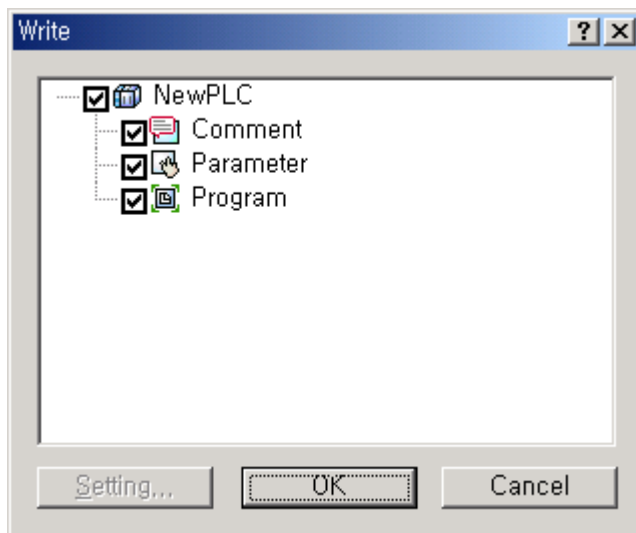 Write
NewPLC
Comment
Parameter
Program
Setting...
OK
Cancel